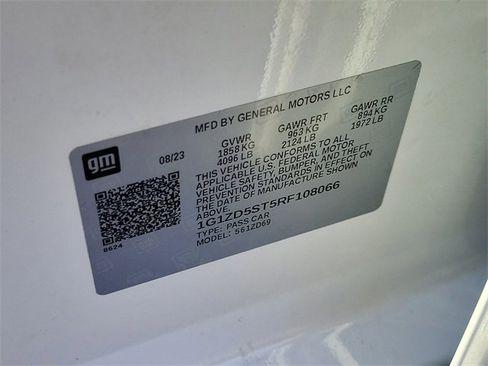 MFD BY GENERAL MOTORS LLC
gm
08/23
GVWR GAWR FRT GAWR RR
1858 KG 963 KG 894 KG
4096 LB 2124 LB 1972 LB
THIS VEHICLE CONFORMS TO ALL
APPLICABLE U.S. FEDERAL MOTOR
VEHICLE SAFETY, BUMPER, AND THEFT
PREVENTION STANDARDS IN EFFECT ON
THE DATE OF MANUFACTURE SHOWN
ABOVE.
1G1ZD5ST5RF108066
TYPE: PASS CAR
MODEL: 561ZD69
8624